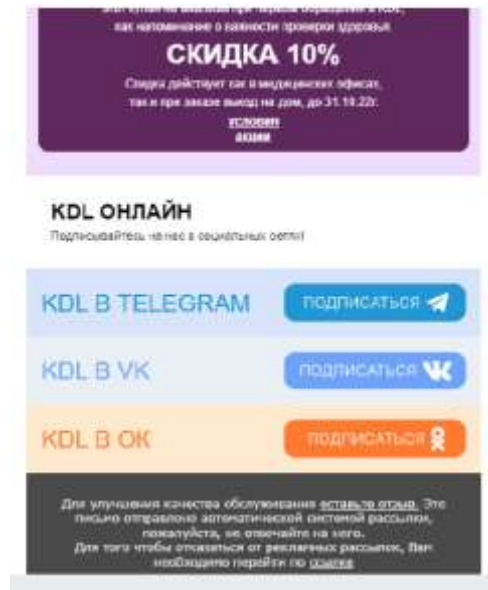 как напоминание о важности проверки здоровья
СКИДКА 10%
Скидка действует как в медицинских офисах,
так и при заказе выезд на дом, до 31.10.22г.
УСЛОВИЯ
АКЦИИ
KDL ОНЛАЙН
Подписывайтесь на нас в социальных сетях!
KDL В TELEGRAM
ПОДПИСАТЬСЯ
KDL В VK
ПОДПИСАТЬСЯ
KDL В ОК
ПОДПИСАТЬСЯ
Для улучшения качества обслуживания оставьте отзыв. Это
письмо отправлено автоматической системой рассылки,
пожалуйста, не отвечайте на него.
Для того чтобы отказаться от рекламных рассылок, Вам
необходимо перейти по ссылке